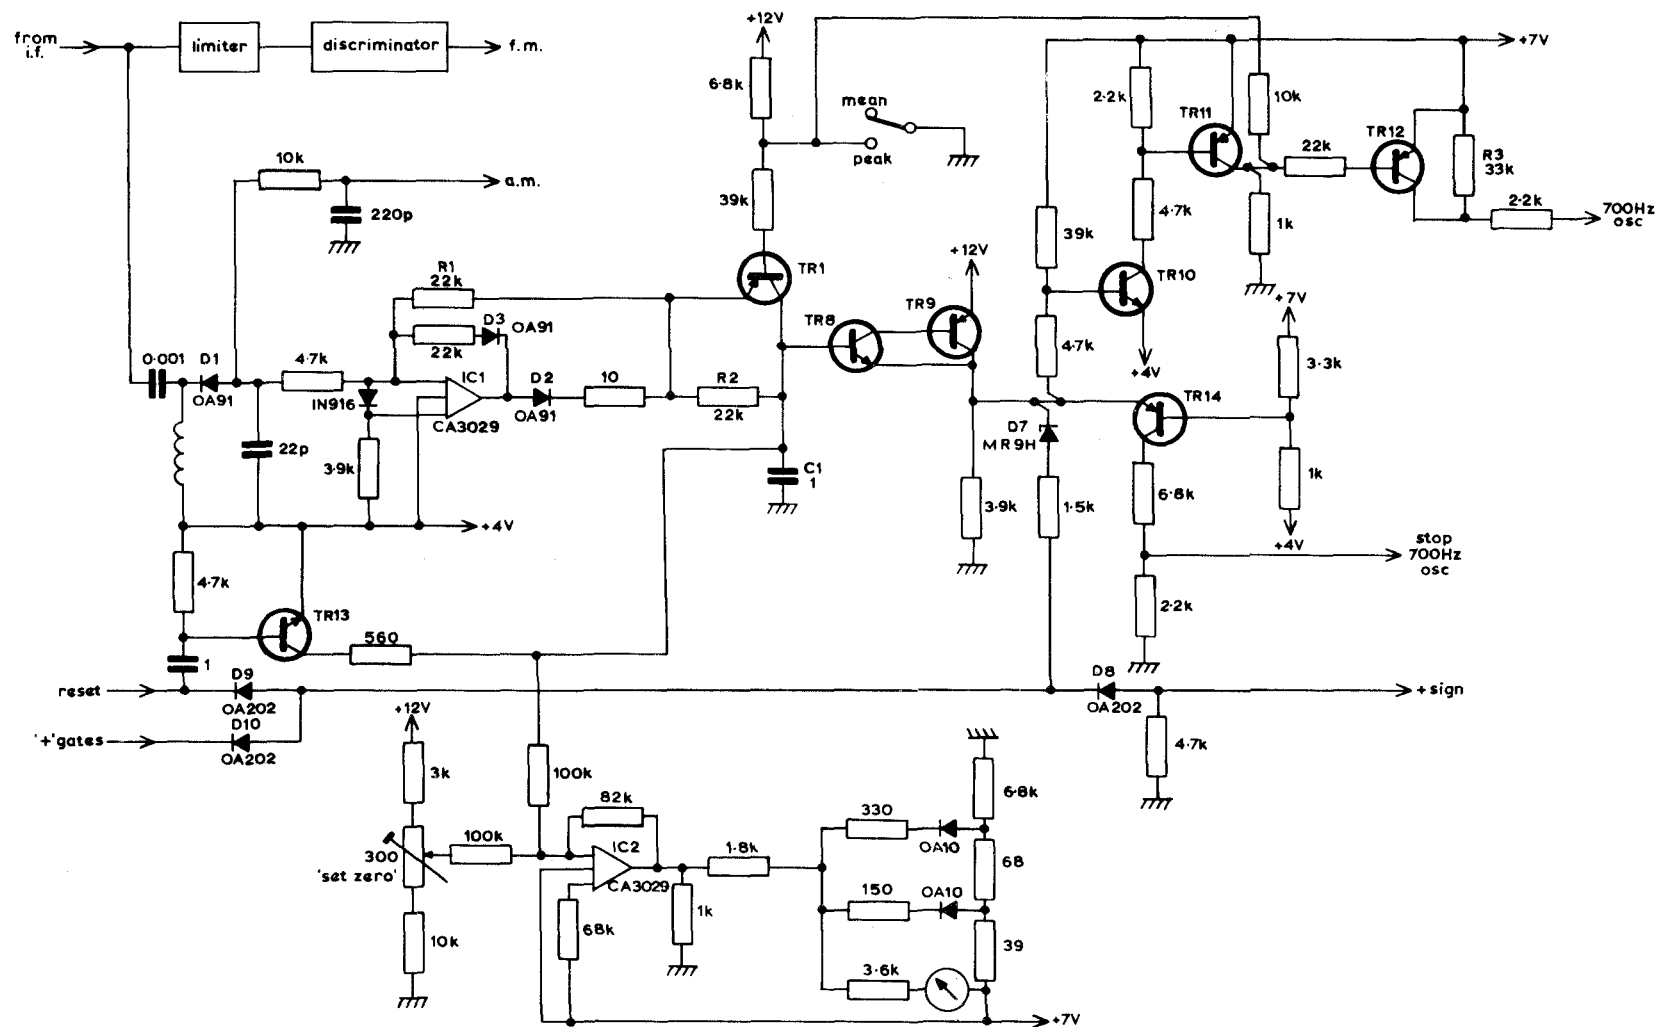 from
i.f.
limiter
discriminator
f.m.
+12V
6·8k
mean
peak
+7V
2·2k
TR11
10k
TR12
22k
R3
33k
2·2k
700Hz
osc
10k
a.m.
220p
39k
4·7k
1k
39k
TR1
+12V
TR10
+7V
R1
22k
D3
OA91
22k
TR8
TR9
4·7k
+4V
3·3k
0·001
D1
OA91
4·7k
IN916
IC1
CA3029
D2
OA91
10
R2
22k
TR14
D7
MR9H
22p
3·9k
C1
1
3·9k
1·5k
6·8k
1k
+4V
+4V
stop
700Hz
osc
4·7k
TR13
560
2·2k
1
reset
D9
OA202
D8
OA202
+sign
'+'gates
D10
OA202
+12V
4·7k
3k
100k
6·8k
82k
330
OA10
300
'set zero'
100k
IC2
CA3029
1·8k
68
150
OA10
10k
68k
1k
39
3·6k
+7V